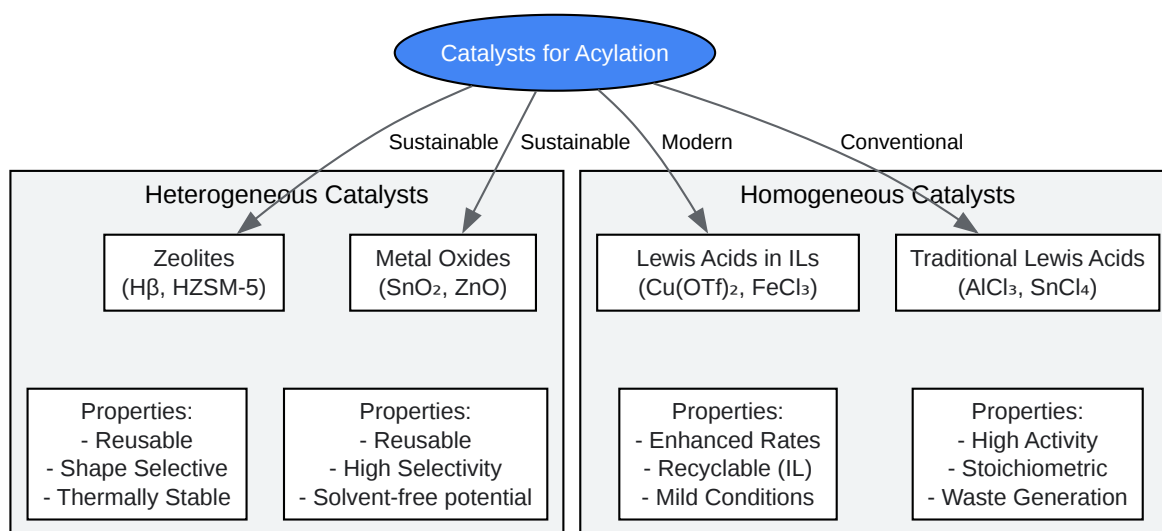 Catalysts for Acylation
Sustainable
Sustainable
Modern
Conventional
Heterogeneous Catalysts
Homogeneous Catalysts
Zeolites
(Hβ, HZSM-5)
Metal Oxides
(SnO₂, ZnO)
Lewis Acids in ILs
(Cu(OTf)₂, FeCl₃)
Traditional Lewis Acids
(AlCl₃, SnCl₄)
Properties:
- Reusable
- Shape Selective
- Thermally Stable
Properties:
- Reusable
- High Selectivity
- Solvent-free potential
Properties:
- Enhanced Rates
- Recyclable (IL)
- Mild Conditions
Properties:
- High Activity
- Stoichiometric
- Waste Generation